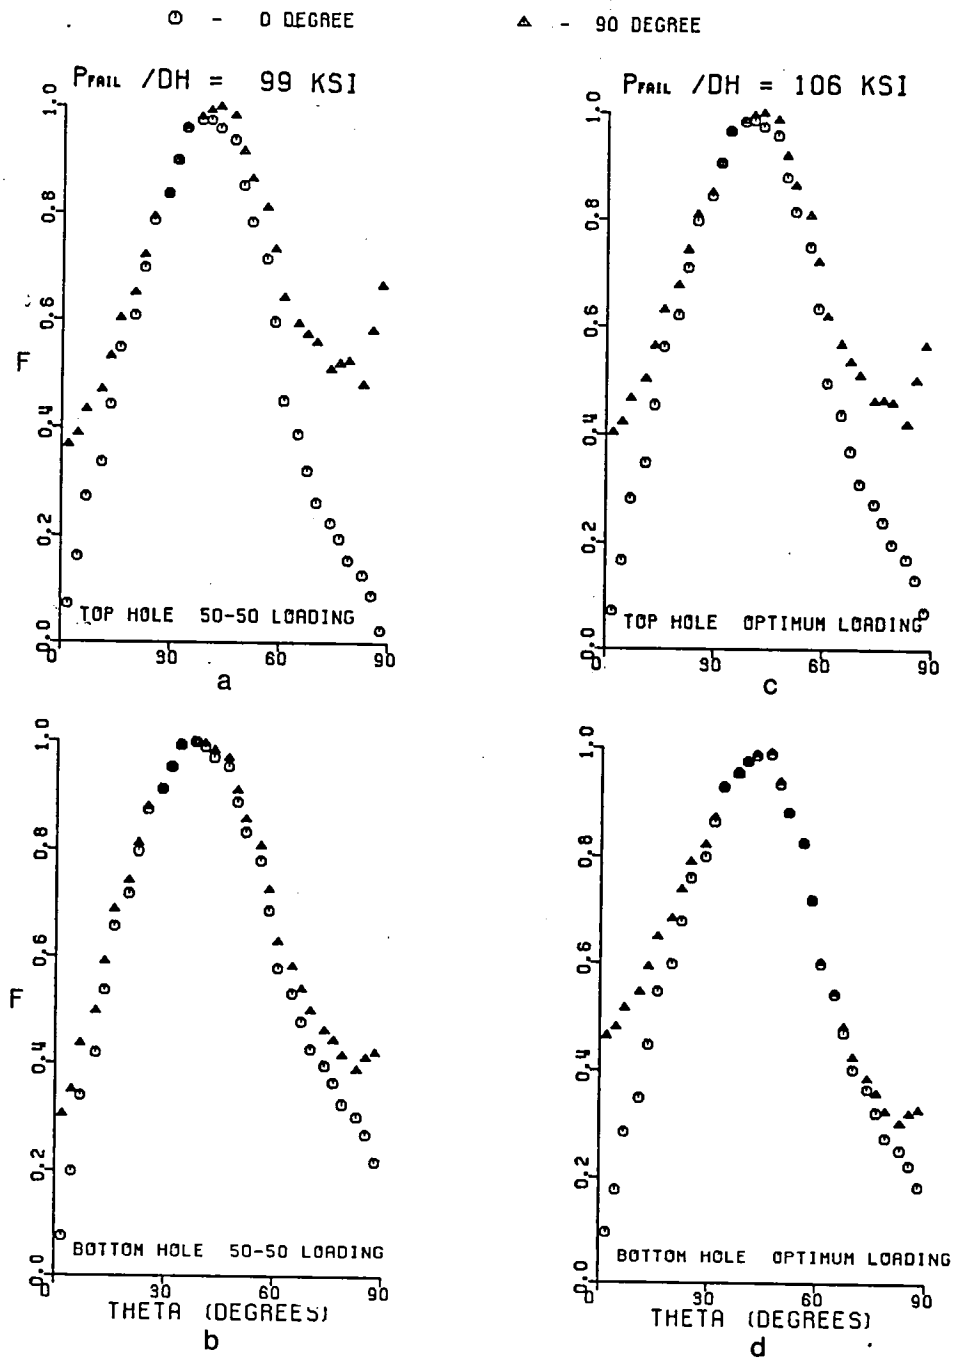 O - 0 DEGREE
△ - 90 DEGREE
PFAIL /DH = 99 KSI
1.0
0.8
0.6
F
0.4
0.2
0.0
TOP HOLE 50-50 LOADING
0 30 60 90
a
PFAIL /DH = 106 KSI
1.0
0.8
0.6
0.4
0.2
0.0
TOP HOLE OPTIMUM LOADING
0 30 60 90
c
1.0
0.8
0.6
F
0.4
0.2
0.0
BOTTOM HOLE 50-50 LOADING
0 30 60 90
THETA (DEGREES)
b
1.0
0.8
0.6
0.4
0.2
0.0
BOTTOM HOLE OPTIMUM LOADING
0 30 60 90
THETA (DEGREES)
d